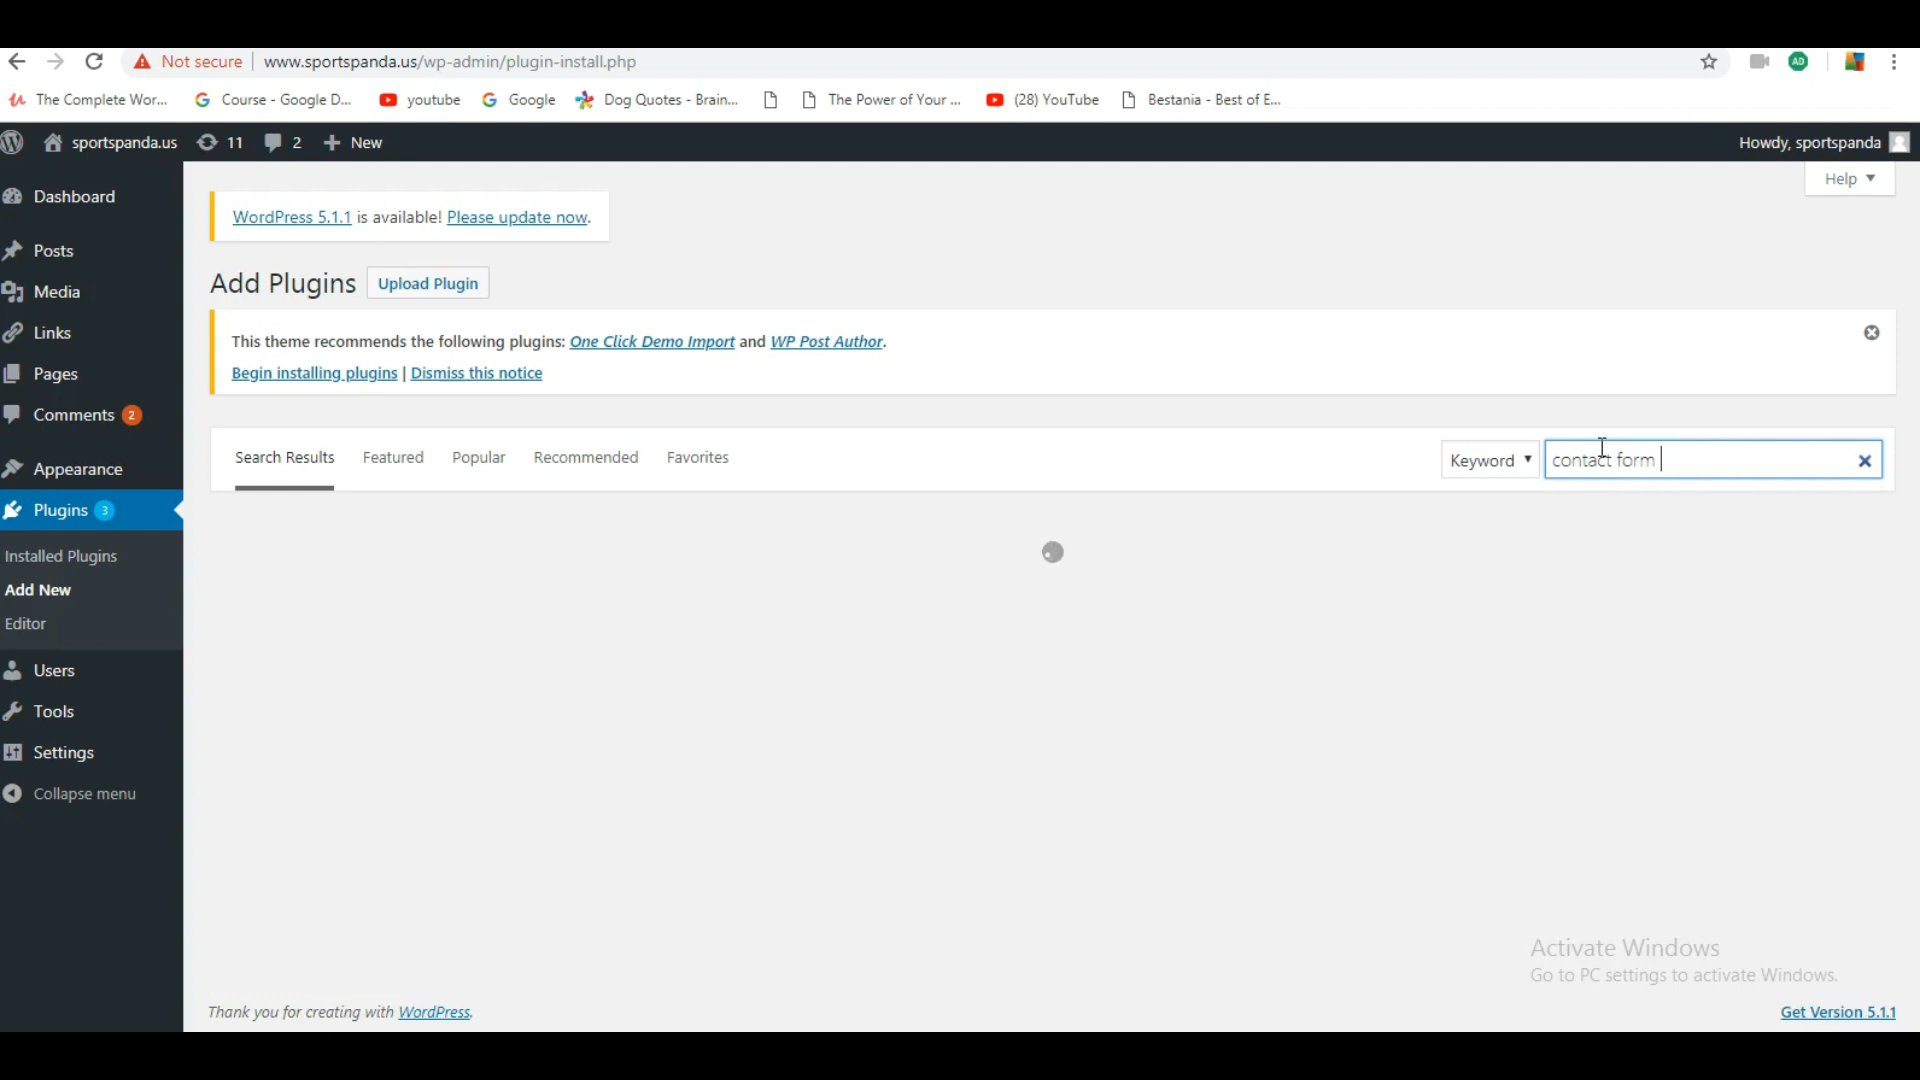 Not secure | www.sportspanda.us/wp-admin/plugin-install.php
AD
The Complete Wor... Course - Google D... youtube Google Dog Quotes - Brain... The Power of Your ... (28) YouTube Bestania - Best of E...
sportspanda.us 11 2 + New Howdy, sportspanda
Help ▼
Dashboard
Posts
Media
Links
Pages
Comments 2
Appearance
Plugins 3
Installed Plugins
Add New
Editor
Users
Tools
Settings
Collapse menu
WordPress 5.1.1 is available! Please update now.
Add Plugins Upload Plugin
This theme recommends the following plugins: One Click Demo Import and WP Post Author.
Begin installing plugins | Dismiss this notice
Search Results Featured Popular Recommended Favorites Keyword ▼ contact form
Activate Windows
Go to PC settings to activate Windows.
Thank you for creating with WordPress. Get Version 5.1.1